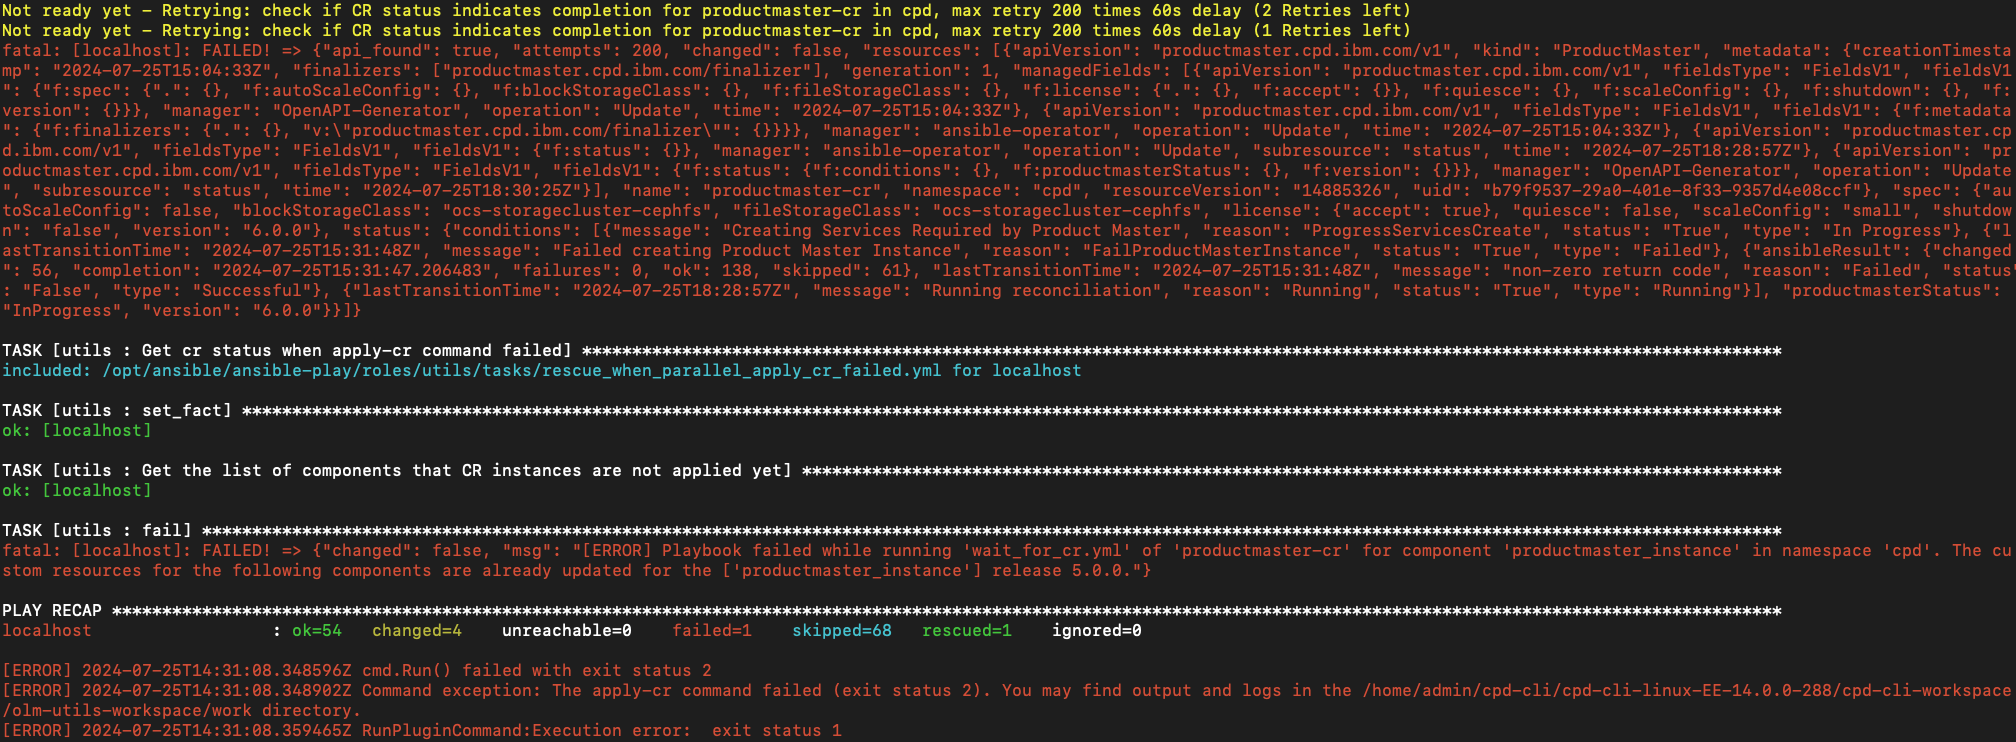 Not ready yet - Retrying: check if CR status indicates completion for productmaster-cr in cpd, max retry 200 times 60s delay (2 Retries left)
Not ready yet - Retrying: check if CR status indicates completion for productmaster-cr in cpd, max retry 200 times 60s delay (1 Retries left)
fatal: [localhost]: FAILED! => {"api_found": true, "attempts": 200, "changed": false, "resources": [{"apiVersion": "productmaster.cpd.ibm.com/v1", "kind": "ProductMaster", "metadata": {"creationTimesta
mp": "2024-07-25T15:04:33Z", "finalizers": ["productmaster.cpd.ibm.com/finalizer"], "generation": 1, "managedFields": [{"apiVersion": "productmaster.cpd.ibm.com/v1", "fieldsType": "FieldsV1", "fieldsV1
": {"f:spec": {".": {}, "f:autoScaleConfig": {}, "f:blockStorageClass": {}, "f:fileStorageClass": {}, "f:license": {".": {}, "f:accept": {}}, "f:quiesce": {}, "f:scaleConfig": {}, "f:shutdown": {}, "f:
version": {}}}, "manager": "OpenAPI-Generator", "operation": "Update", "time": "2024-07-25T15:04:33Z"}, {"apiVersion": "productmaster.cpd.ibm.com/v1", "fieldsType": "FieldsV1", "fieldsV1": {"f:metadata
": {"f:finalizers": {".": {}, "v:\"productmaster.cpd.ibm.com/finalizer\"": {}}}}, "manager": "ansible-operator", "operation": "Update", "time": "2024-07-25T15:04:33Z"}, {"apiVersion": "productmaster.cp
d.ibm.com/v1", "fieldsType": "FieldsV1", "fieldsV1": {"f:status": {}}, "manager": "ansible-operator", "operation": "Update", "subresource": "status", "time": "2024-07-25T18:28:57Z"}, {"apiVersion": "pr
oductmaster.cpd.ibm.com/v1", "fieldsType": "FieldsV1", "fieldsV1": {"f:status": {"f:conditions": {}, "f:productmasterStatus": {}, "f:version": {}}}, "manager": "OpenAPI-Generator", "operation": "Update
", "subresource": "status", "time": "2024-07-25T18:30:25Z"}], "name": "productmaster-cr", "namespace": "cpd", "resourceVersion": "14885326", "uid": "b79f9537-29a0-401e-8f33-9357d4e08ccf"}, "spec": {"au
toScaleConfig": false, "blockStorageClass": "ocs-storagecluster-cephfs", "fileStorageClass": "ocs-storagecluster-cephfs", "license": {"accept": true}, "quiesce": false, "scaleConfig": "small", "shutdow
n": "false", "version": "6.0.0"}, "status": {"conditions": [{"message": "Creating Services Required by Product Master", "reason": "ProgressServicesCreate", "status": "True", "type": "In Progress"}, {"l
astTransitionTime": "2024-07-25T15:31:48Z", "message": "Failed creating Product Master Instance", "reason": "FailProductMasterInstance", "status": "True", "type": "Failed"}, {"ansibleResult": {"changed
": 56, "completion": "2024-07-25T15:31:47.206483", "failures": 0, "ok": 138, "skipped": 61}, "lastTransitionTime": "2024-07-25T15:31:48Z", "message": "non-zero return code", "reason": "Failed", "status"
: "False", "type": "Successful"}, {"lastTransitionTime": "2024-07-25T18:28:57Z", "message": "Running reconciliation", "reason": "Running", "status": "True", "type": "Running"}], "productmasterStatus":
"InProgress", "version": "6.0.0"}}]}
TASK [utils : Get cr status when apply-cr command failed] ************************************************************************************************************************
included: /opt/ansible/ansible-play/roles/utils/tasks/rescue_when_parallel_apply_cr_failed.yml for localhost
TASK [utils : set_fact] **********************************************************************************************************************************************************
ok: [localhost]
TASK [utils : Get the list of components that CR instances are not applied yet] **************************************************************************************************
ok: [localhost]
TASK [utils : fail] **************************************************************************************************************************************************************
fatal: [localhost]: FAILED! => {"changed": false, "msg": "[ERROR] Playbook failed while running 'wait_for_cr.yml' of 'productmaster-cr' for component 'productmaster_instance' in namespace 'cpd'. The cu
stom resources for the following components are already updated for the ['productmaster_instance'] release 5.0.0."}
PLAY RECAP ***********************************************************************************************************************************************************************
localhost                  : ok=54   changed=4    unreachable=0    failed=1    skipped=68   rescued=1    ignored=0
[ERROR] 2024-07-25T14:31:08.348596Z cmd.Run() failed with exit status 2
[ERROR] 2024-07-25T14:31:08.348902Z Command exception: The apply-cr command failed (exit status 2). You may find output and logs in the /home/admin/cpd-cli/cpd-cli-linux-EE-14.0.0-288/cpd-cli-workspace
/olm-utils-workspace/work directory.
[ERROR] 2024-07-25T14:31:08.359465Z RunPluginCommand:Execution error:  exit status 1